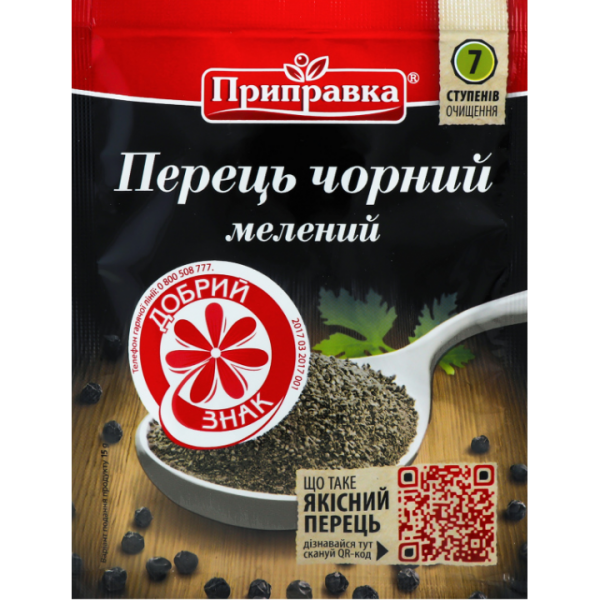 Приправка®
7
СТУПЕНІВ
ОЧИЩЕННЯ
Перець чорний
мелений
Телефон гарячої лінії: 0 800 508 777.
ДОБРИЙ
ЗНАК
2017 03 2017 001
ЩО ТАКЕ
ЯКІСНИЙ
ПЕРЕЦЬ
дізнавайся тут
скануй QR-код